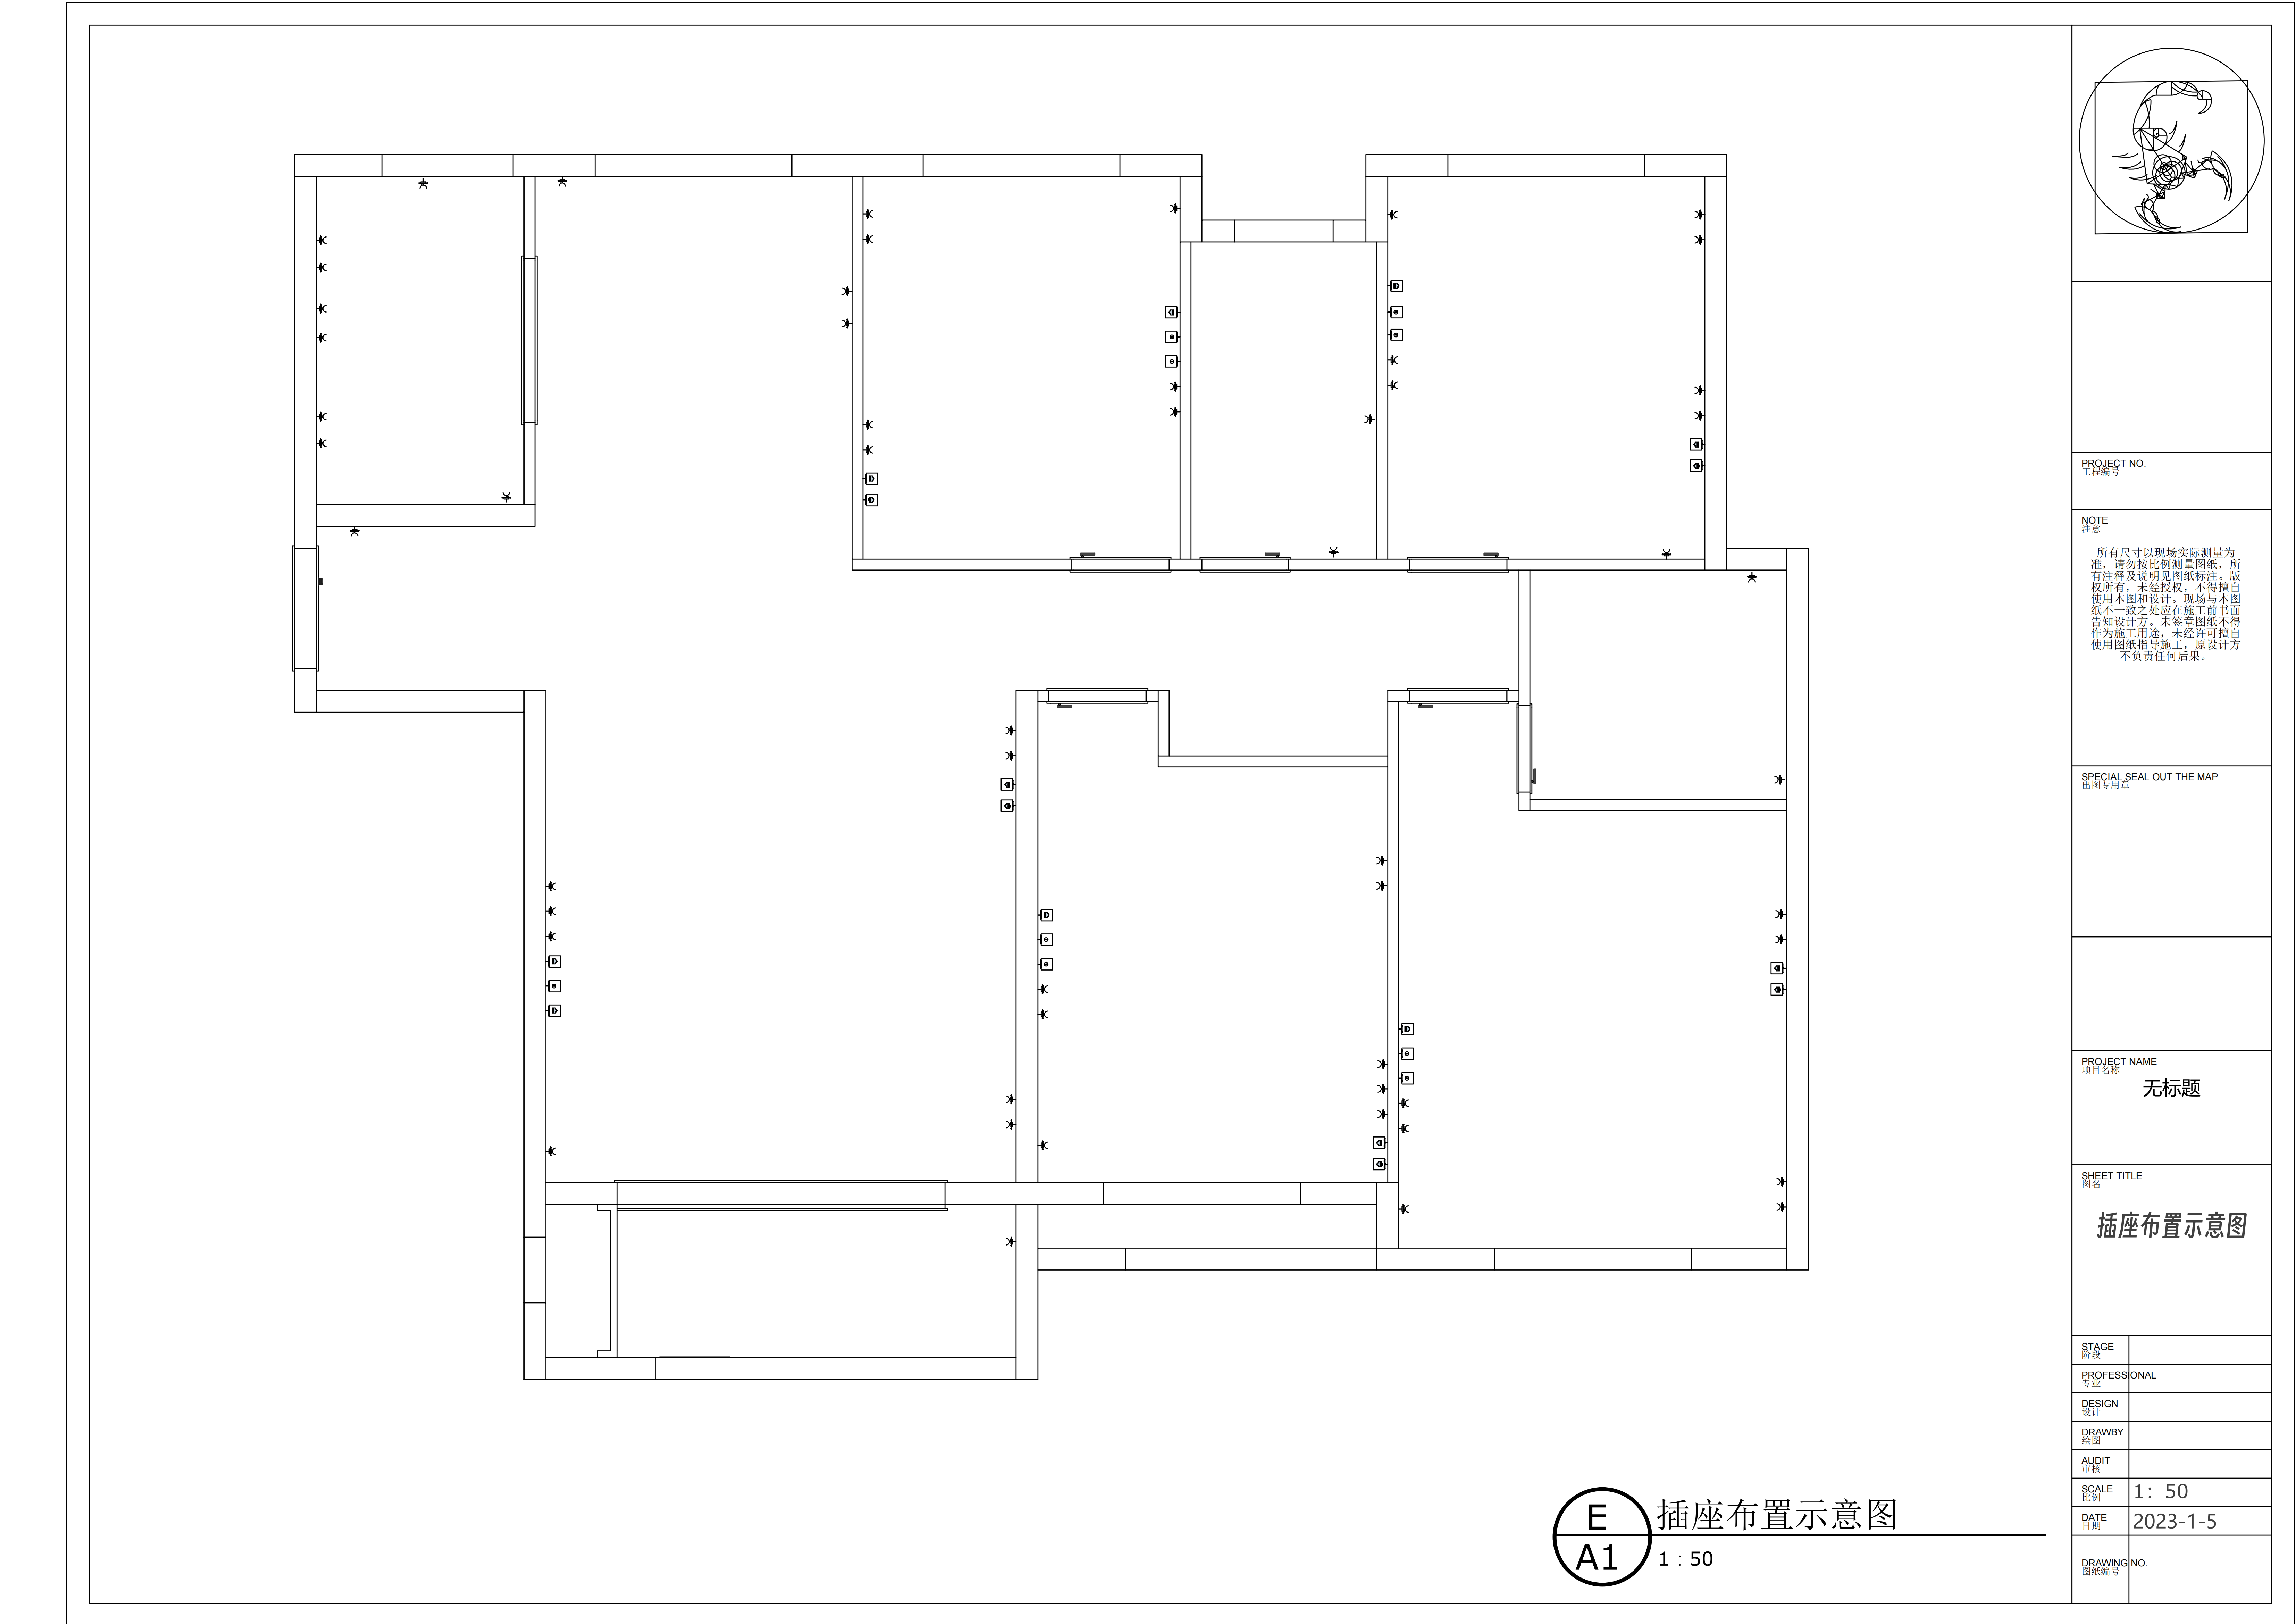 PROJECT NO.
工程编号
NOTE
注意
所有尺寸以现场实际测量为
准，请勿按比例测量图纸，所
有注释及说明见图纸标注。版
权所有，未经授权，不得擅自
使用本图和设计。现场与本图
纸不一致之处应在施工前书面
告知设计方。未签章图纸不得
作为施工用途，未经许可擅自
使用图纸指导施工，原设计方
不负责任何后果。
SPECIAL SEAL OUT THE MAP
出图专用章
PROJECT NAME
项目名称
无标题
SHEET TITLE
图名
插座布置示意图
STAGE
阶段
PROFESSIONAL
专业
DESIGN
设计
DRAWBY
绘图
AUDIT
审核
SCALE
比例
1：50
DATE
日期
2023-1-5
DRAWING NO.
图纸编号
E
A1
插座布置示意图
1：50